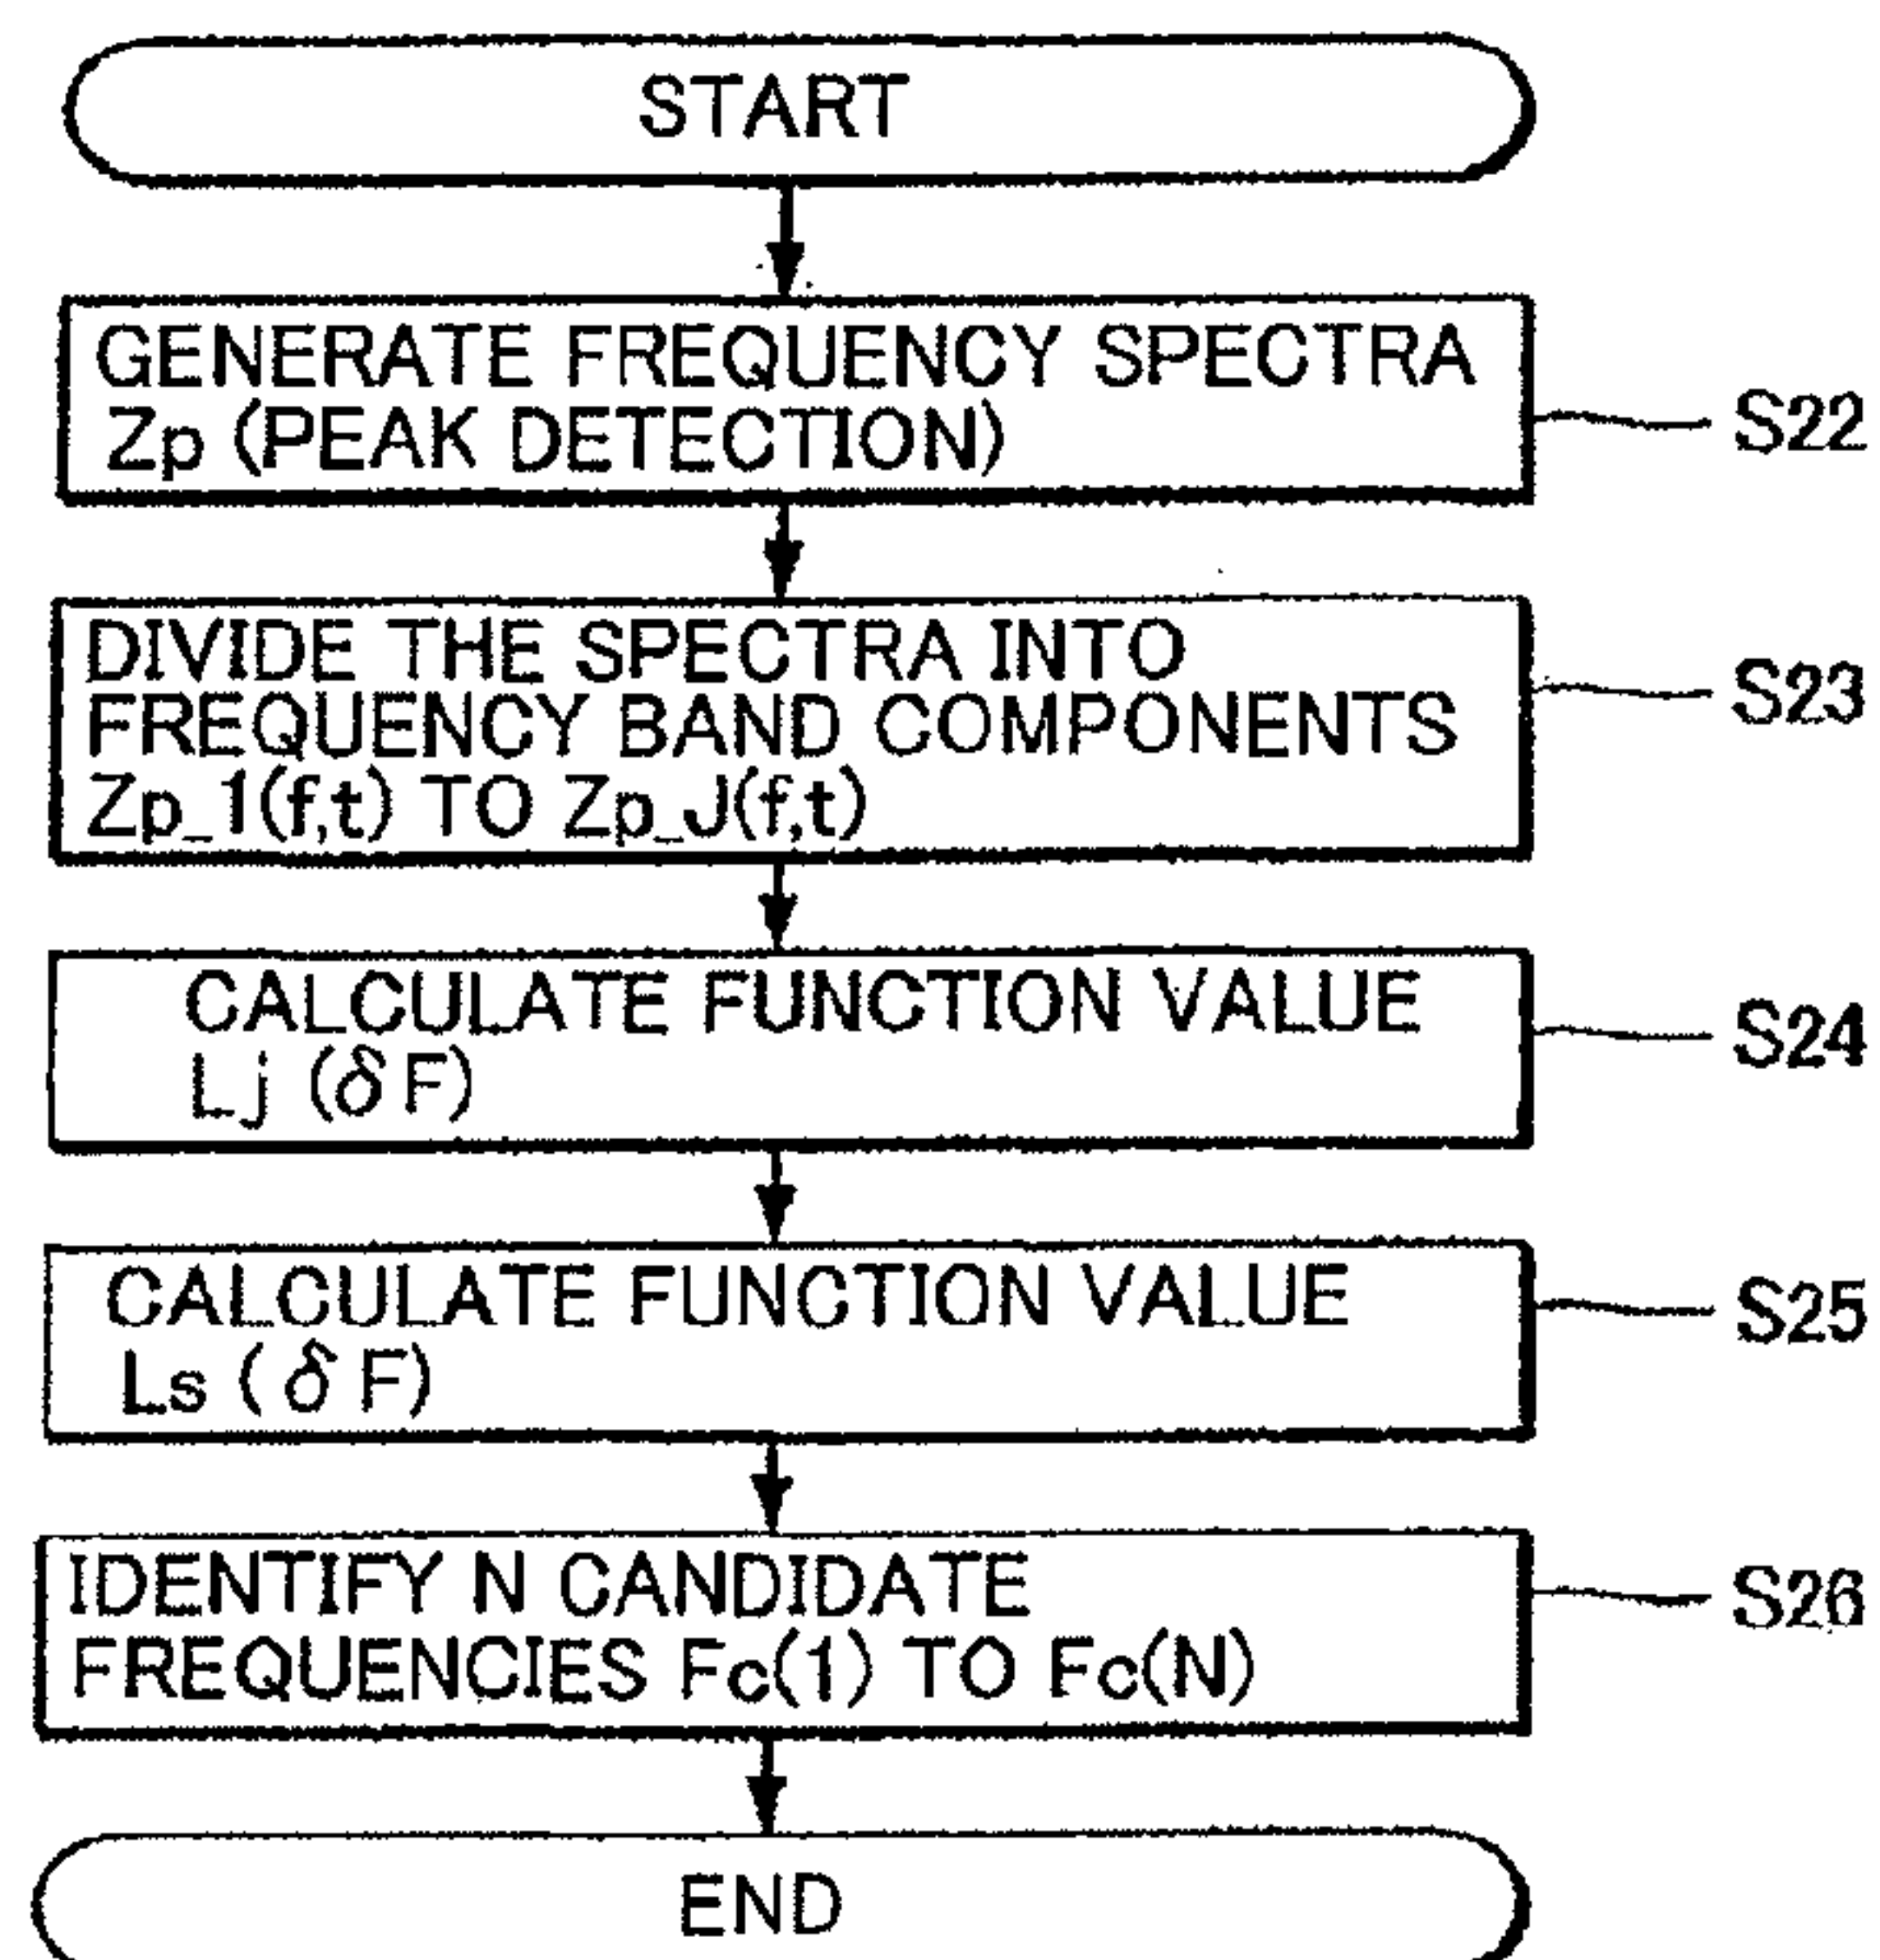 START
GENERATE FREQUENCY SPECTRA
Zp (PEAK DETECTION)
S22
DIVIDE THE SPECTRA INTO
FREQUENCY BAND COMPONENTS
Zp_1(f,t) TO Zp_J(f,t)
S23
CALCULATE FUNCTION VALUE
Lj (δF)
S24
CALCULATE FUNCTION VALUE
Ls (δF)
S25
IDENTIFY N CANDIDATE
FREQUENCIES Fc(1) TO Fc(N)
S26
END